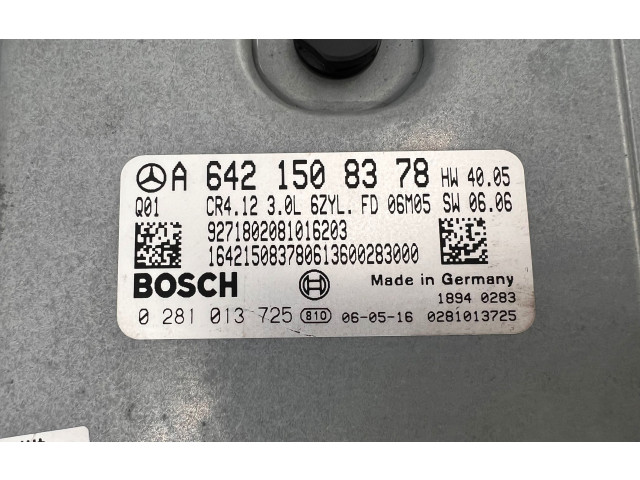 A 642 150 83 78 HW 40.05
Q01 CR4.12 3.0L 6ZYL. FD 06M05 SW 06.06
9271802081016203
164215083780613600283000
BOSCH Made in Germany
1894 0283
0 281 013 725 810 06-05-16 0281013725